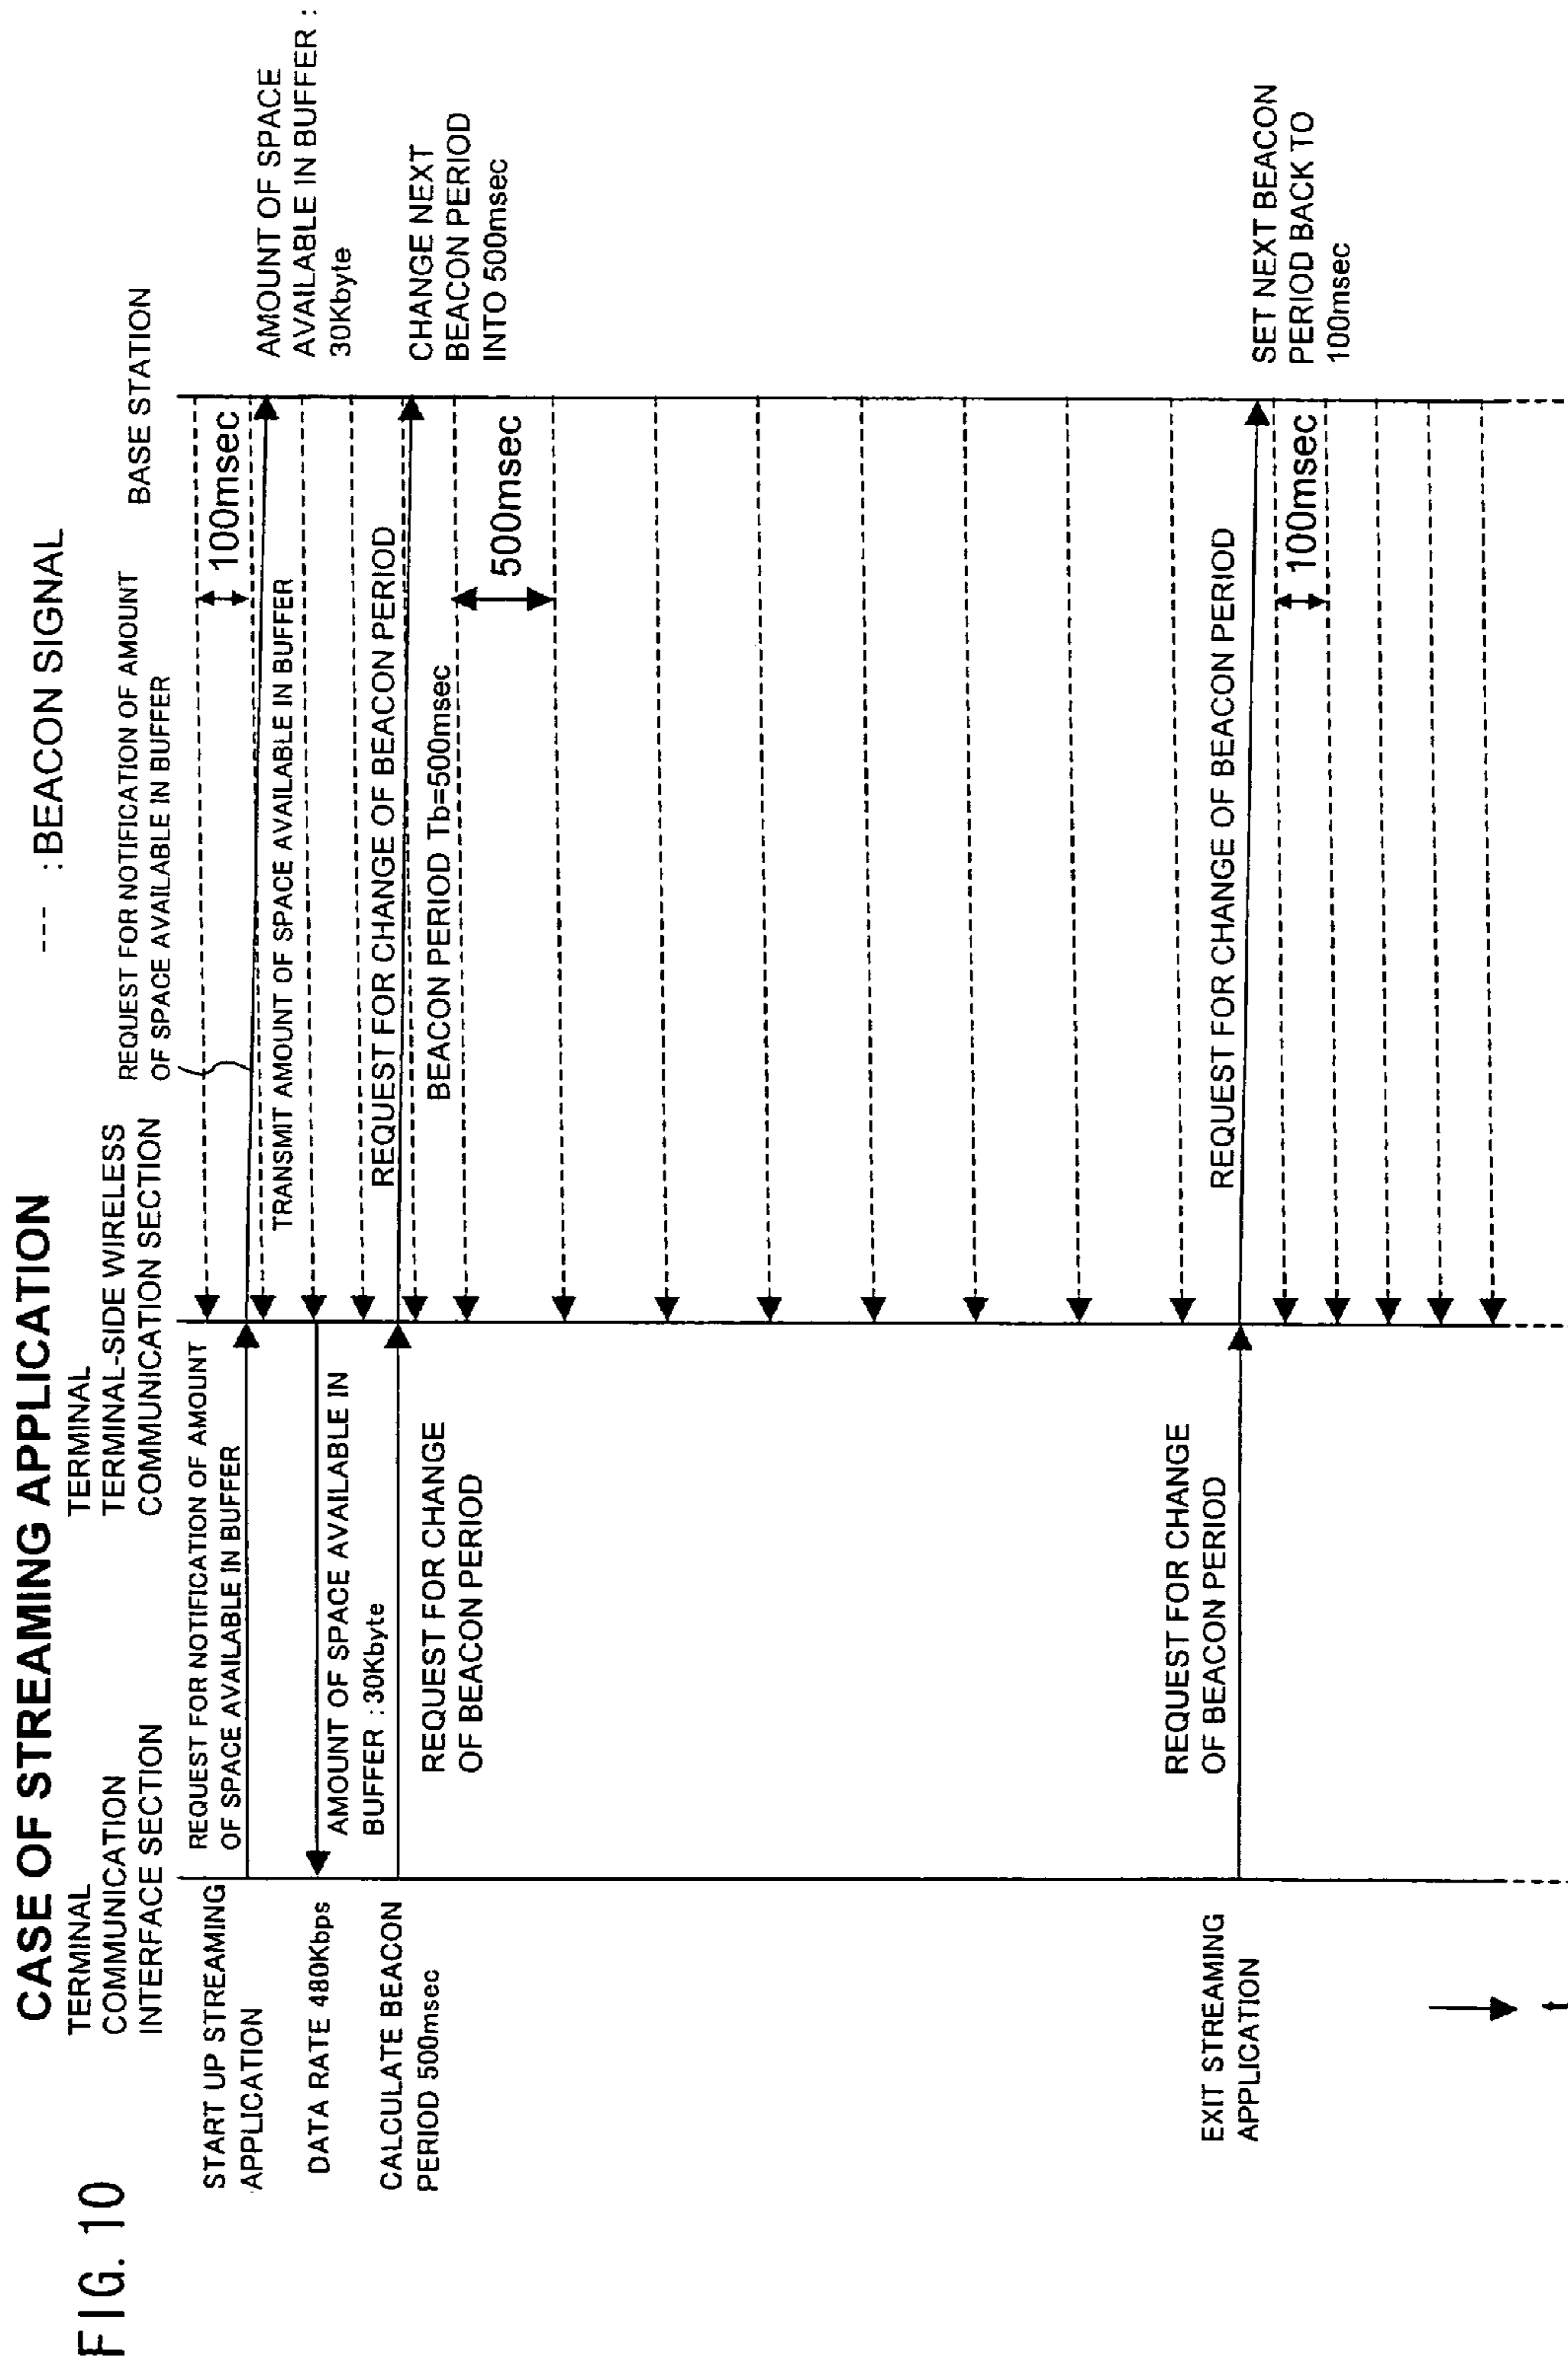 FIG. 10
CASE OF STREAMING APPLICATION
--- :BEACON SIGNAL
TERMINAL
COMMUNICATION
INTERFACE SECTION
TERMINAL
TERMINAL-SIDE WIRELESS
COMMUNICATION SECTION
BASE STATION
REQUEST FOR NOTIFICATION OF AMOUNT
OF SPACE AVAILABLE IN BUFFER
START UP STREAMING
APPLICATION
REQUEST FOR NOTIFICATION OF AMOUNT
OF SPACE AVAILABLE IN BUFFER
100msec
AMOUNT OF SPACE
AVAILABLE IN BUFFER :
30Kbyte
TRANSMIT AMOUNT OF SPACE AVAILABLE IN BUFFER
DATA RATE 480Kbps
AMOUNT OF SPACE AVAILABLE IN
BUFFER : 30Kbyte
CALCULATE BEACON
PERIOD 500msec
REQUEST FOR CHANGE
OF BEACON PERIOD
REQUEST FOR CHANGE OF BEACON PERIOD
BEACON PERIOD Tb=500msec
CHANGE NEXT
BEACON PERIOD
INTO 500msec
500msec
EXIT STREAMING
APPLICATION
REQUEST FOR CHANGE
OF BEACON PERIOD
REQUEST FOR CHANGE OF BEACON PERIOD
SET NEXT BEACON
PERIOD BACK TO
100msec
100msec
t